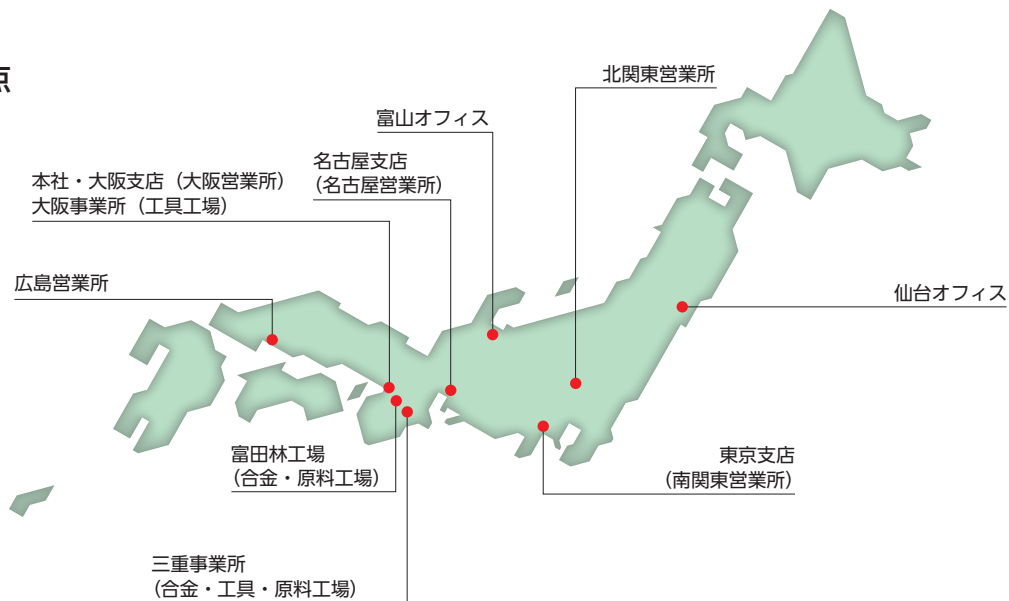 点
北関東営業所
富山オフィス
名古屋支店
（名古屋営業所）
本社・大阪支店（大阪営業所）
大阪事業所（工具工場）
広島営業所
仙台オフィス
富田林工場
（合金・原料工場）
東京支店
（南関東営業所）
三重事業所
（合金・工具・原料工場）